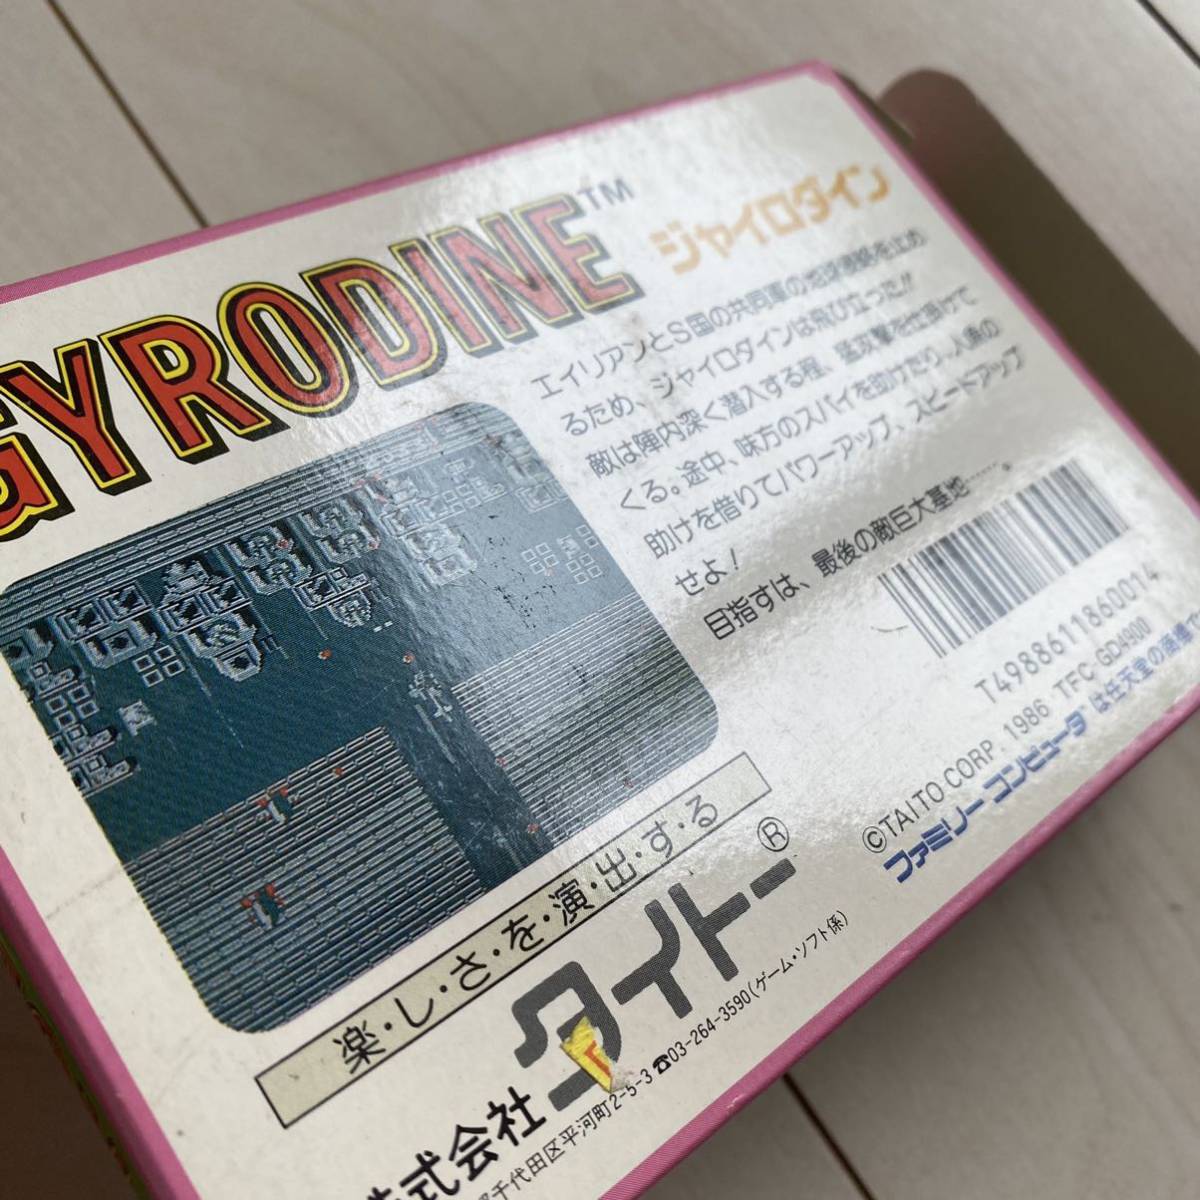 GYRODINE™
ジャイロダイン
エイリアンとS国の共同軍の地球侵略を止め
るため、ジャイロダインは飛び立った!!
敵は陣内深く潜入する程、猛攻撃を仕掛けて
くる。途中、味方のスパイを助けたり、人魚の
助けを借りてパワーアップ、スピードアップ
せよ！
目指すは、最後の敵巨大基地……。
T4988611860014
©TAITO CORP. 1986 TFC-GD4900
ファミリーコンピュータ は任天堂の商標
楽・し・さ・を・演・出・す・る
式会社 タイトー®
千代田区平河町2-5-3 ☎03-264-3590(ゲーム・ソフト係)